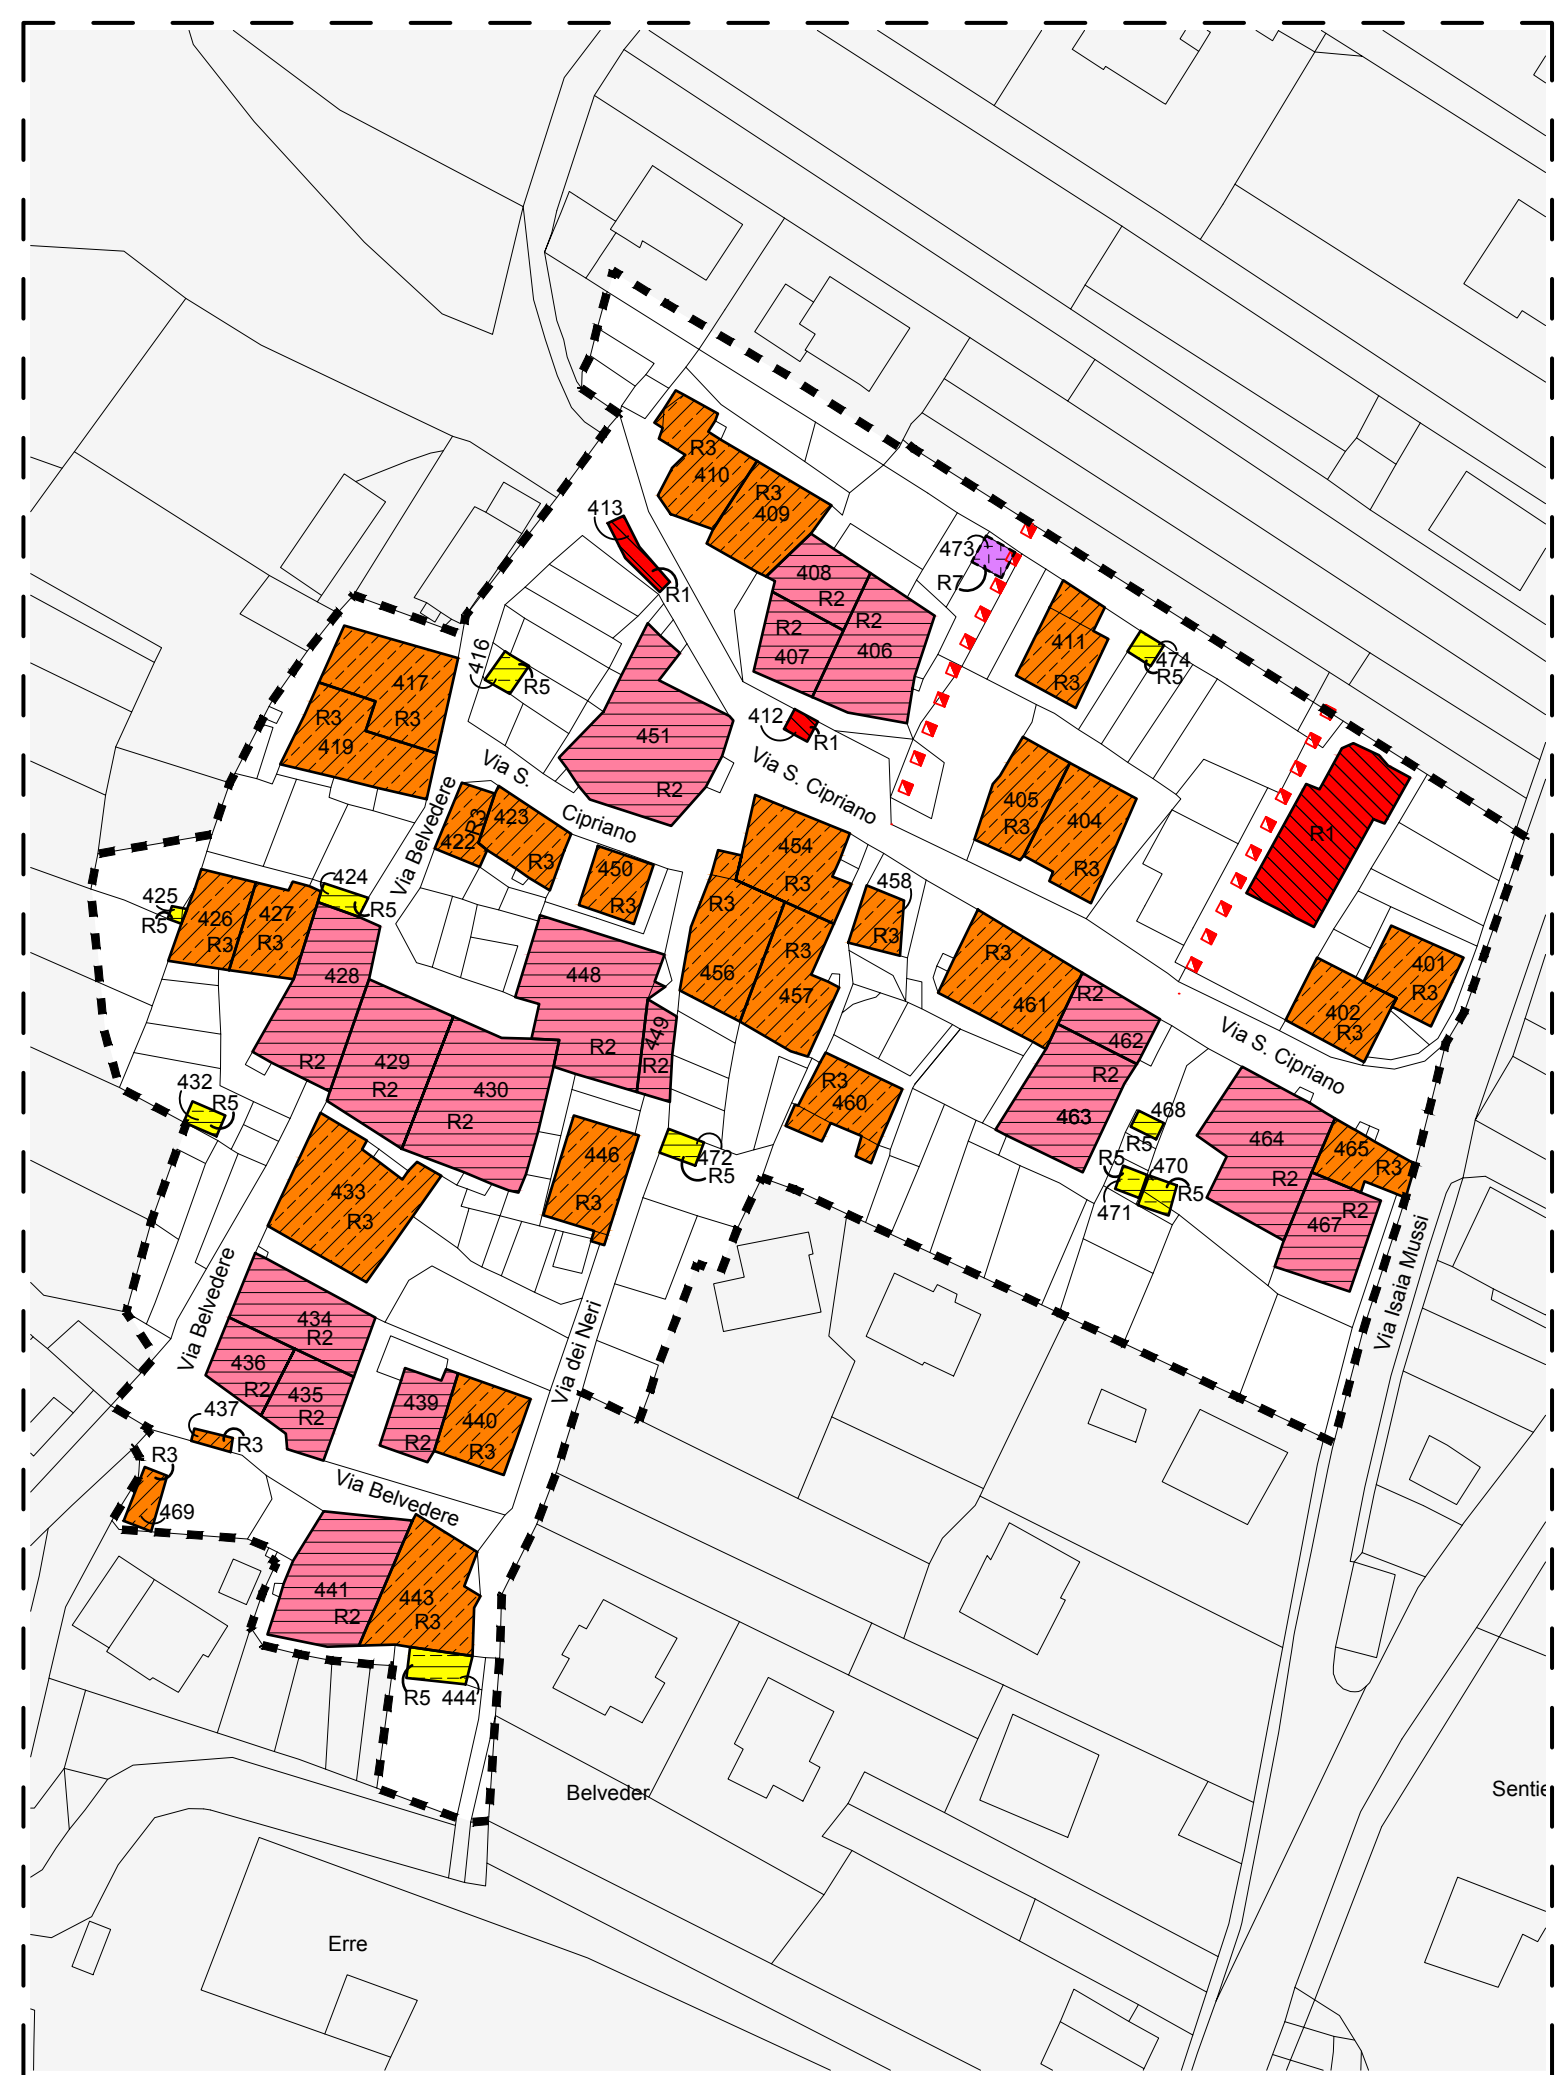 R3
410
R3
409
413
R1
473
R7
408
R2
R2
407
R2
406
411
R3
474
R5
416
R5
417
R3
R3
419
451
R2
412
R1
Via S.
Cipriano
Via S. Cipriano
Via Belvedere
R3
422
423
R3
450
R3
454
R3
405
R3
404
R3
R1
424
R5
425
R5
426
R3
427
R3
458
R3
R3
456
R3
457
428
R2
448
R2
449
R2
R3
461
R2
462
401
R3
402
R3
Via S. Cipriano
429
R2
430
R2
R2
463
R3
460
432
R5
468
R5
464
R2
465
R3
446
R3
472
R5
R5
471
470
R5
R2
467
433
R3
Via Belvedere
Via Isaia Mussi
434
R2
436
R2
435
R2
439
R2
440
R3
Via dei Neri
437
R3
R3
469
Via Belvedere
441
R2
443
R3
R5
444
Belveder
Sentie
Erre